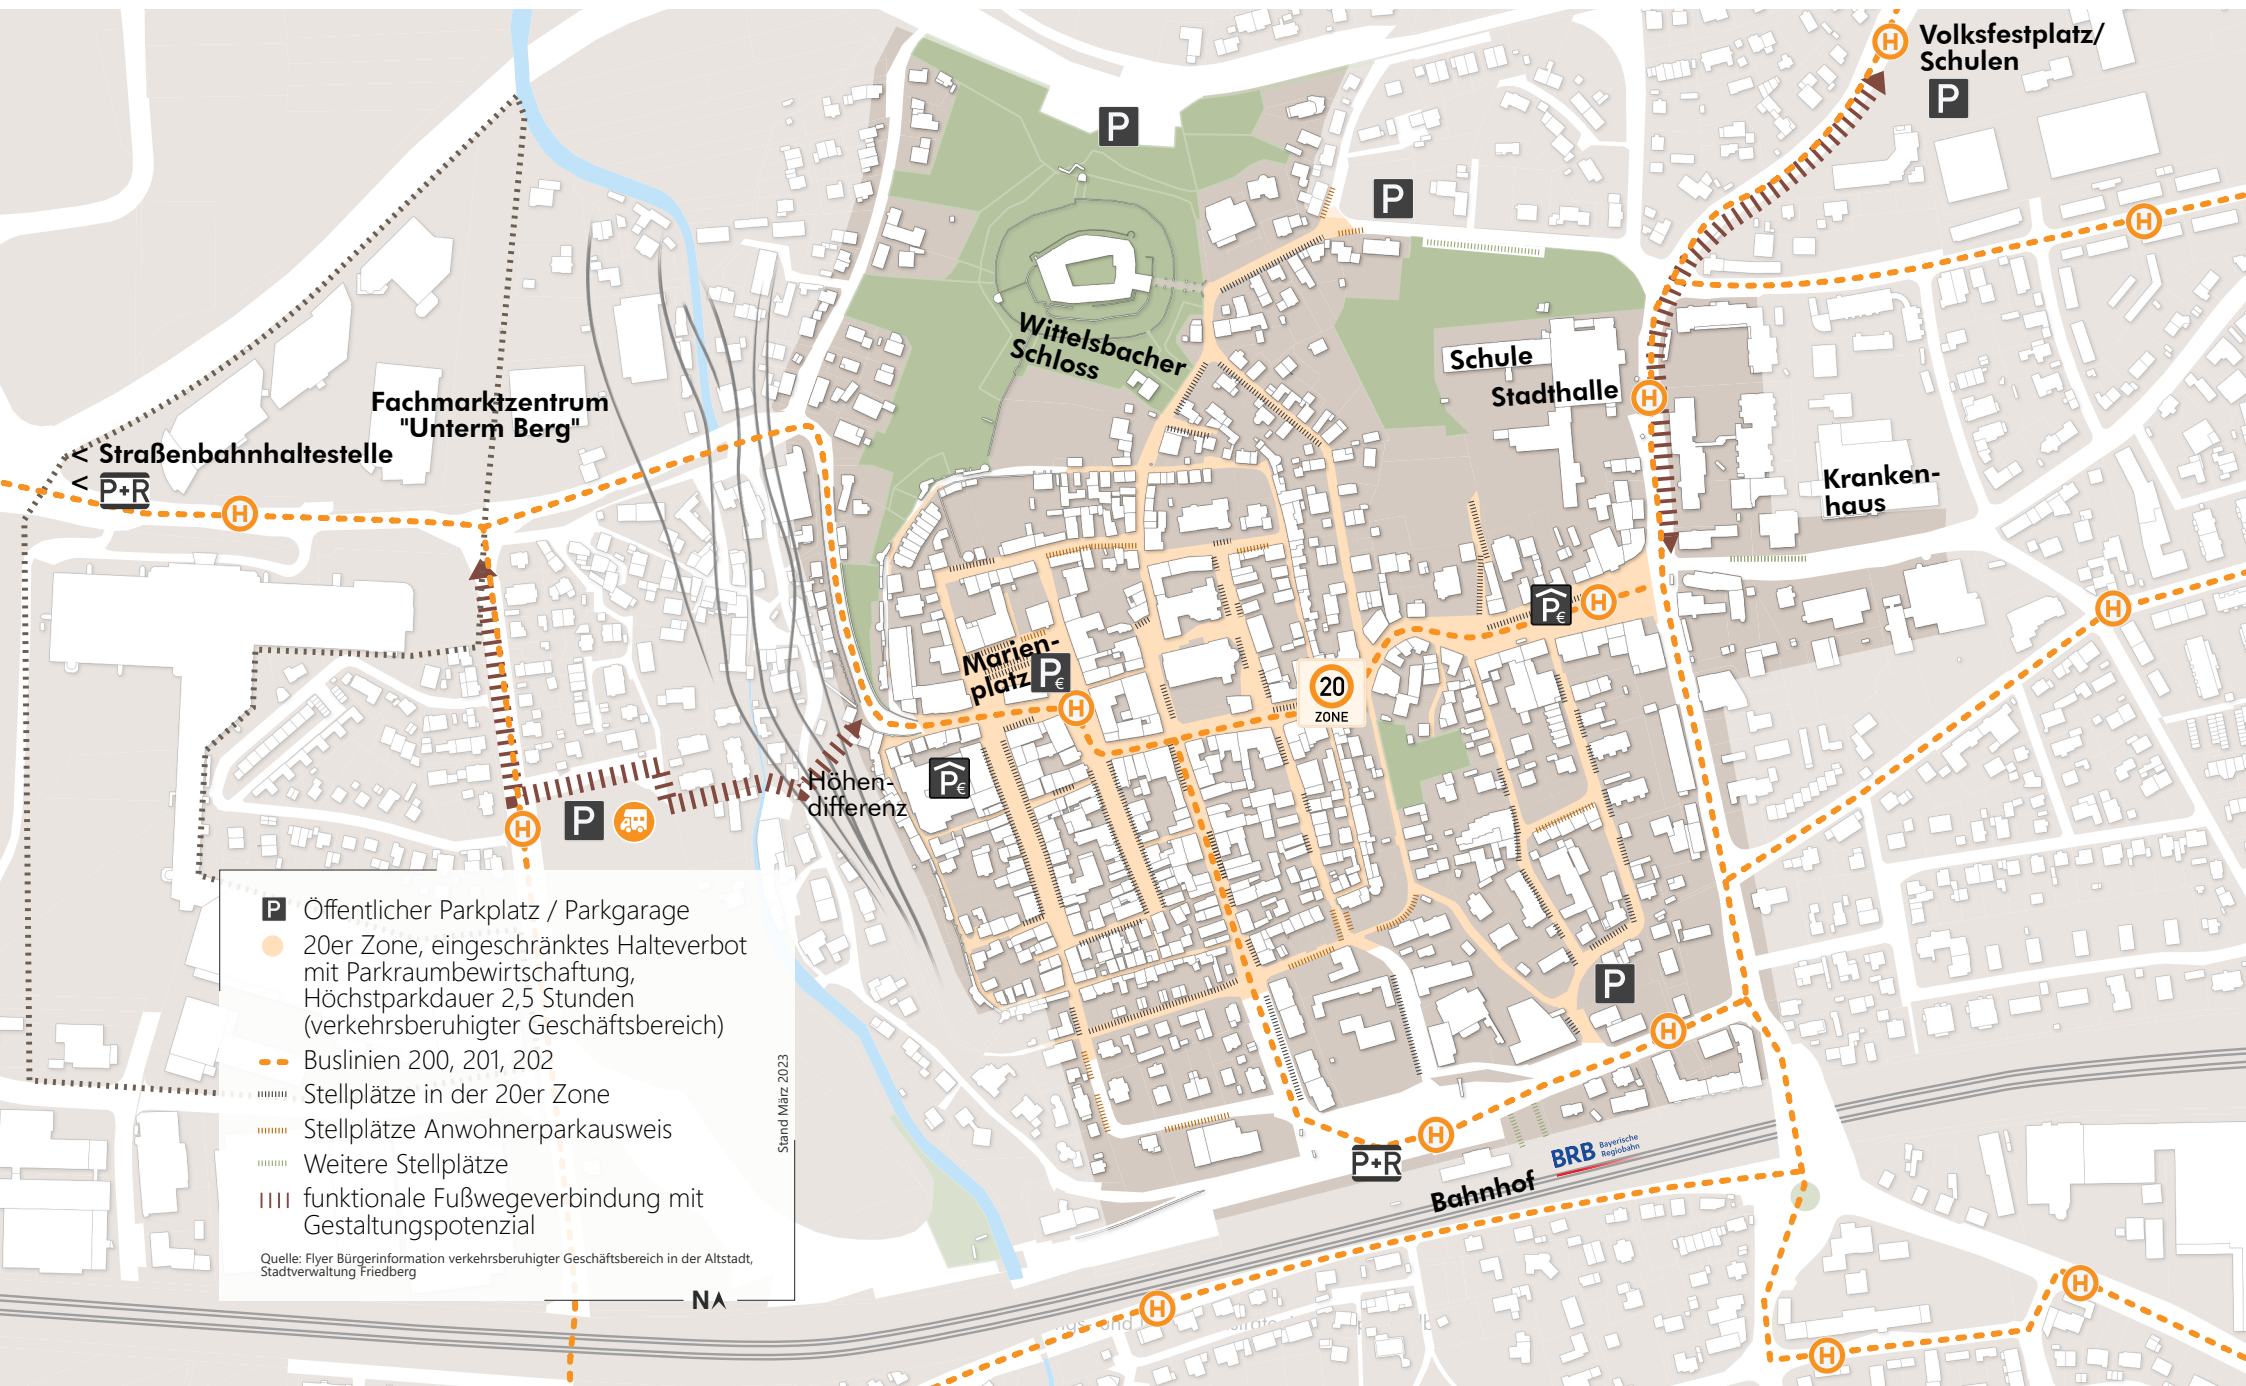 Volksfestplatz/
Schulen
P
H
P
P
H
Wittelsbacher
Schloss
Schule
Stadthalle
H
Fachmarktzentrum
"Unterm Berg"
< Straßenbahnhaltestelle
< P+R
H
Kranken-
haus
P€
H
H
Marien-
platz
P€
H
20
ZONE
P€
Höhen-
differenz
H
P
P
H
H
P+R
BRB Bayerische
Regiobahn
Bahnhof
H
H
H
P Öffentlicher Parkplatz / Parkgarage
20er Zone, eingeschränktes Halteverbot
mit Parkraumbewirtschaftung,
Höchstparkdauer 2,5 Stunden
(verkehrsberuhigter Geschäftsbereich)
Buslinien 200, 201, 202
Stellplätze in der 20er Zone
Stellplätze Anwohnerparkausweis
Weitere Stellplätze
funktionale Fußwegeverbindung mit
Gestaltungspotenzial
Quelle: Flyer Bürgerinformation verkehrsberuhigter Geschäftsbereich in der Altstadt,
Stadtverwaltung Friedberg
Stand März 2023
N